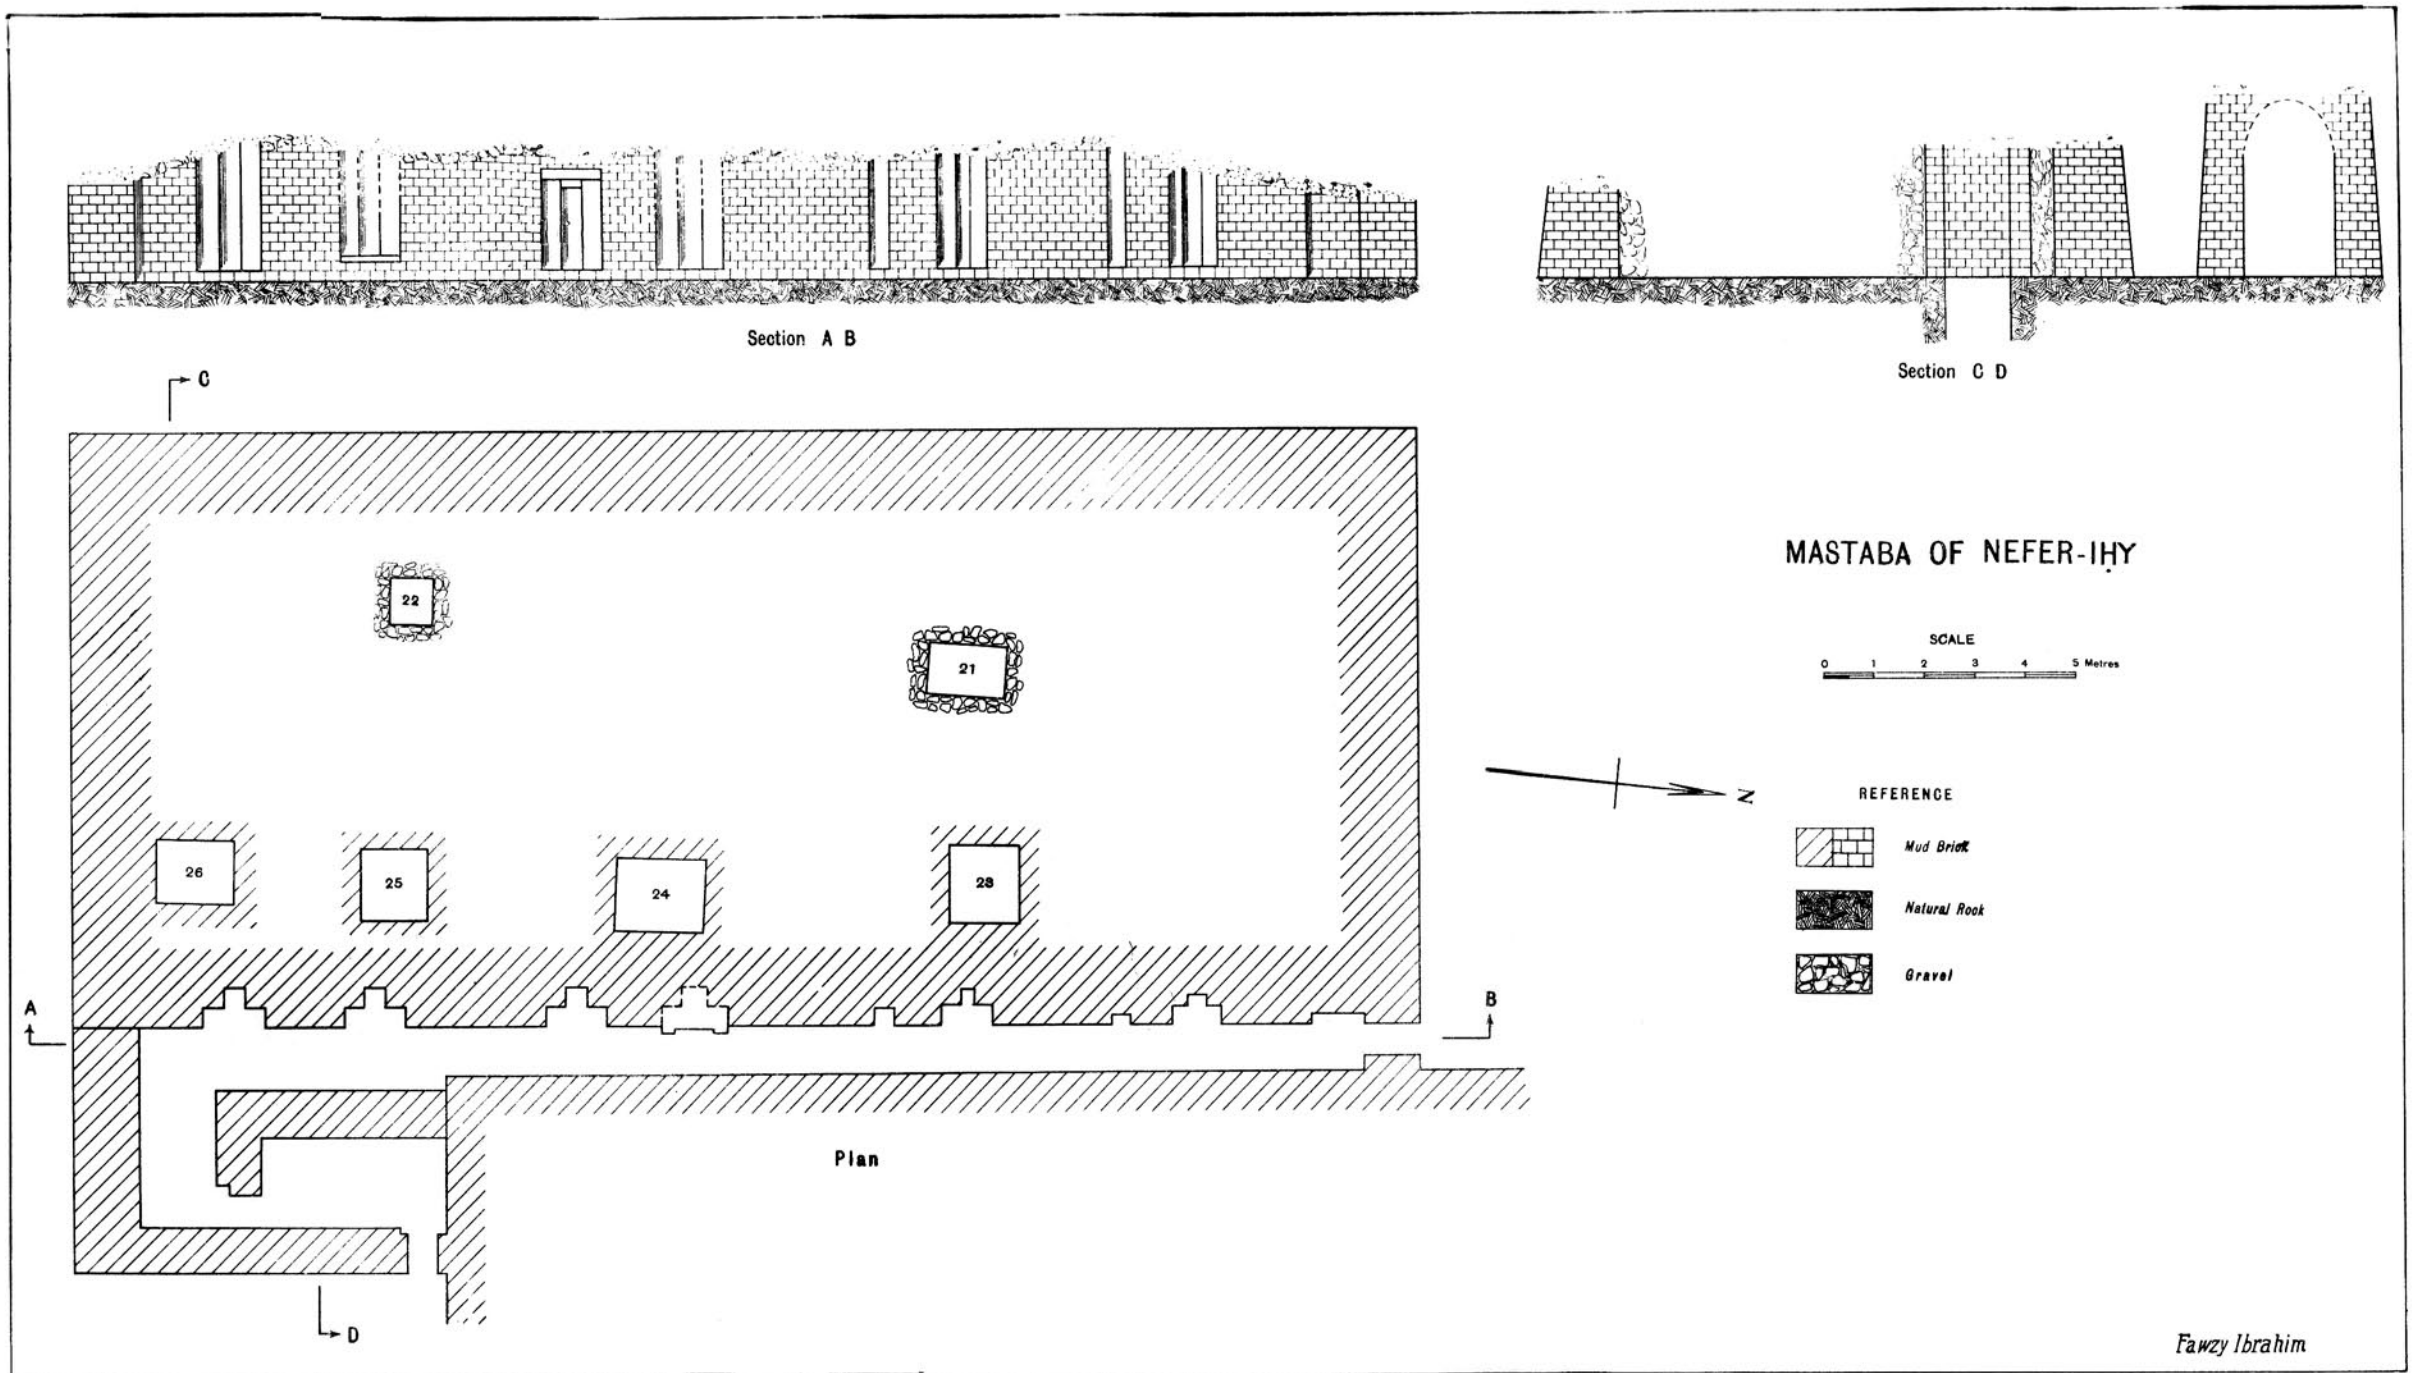 Section A B
Section C D
C
MASTABA OF NEFER-IḤY
SCALE
0 1 2 3 4 5 Metres
22
21
N
REFERENCE
Mud Brick
Natural Rock
Gravel
26
25
24
23
A
B
Plan
D
Fawzy Ibrahim